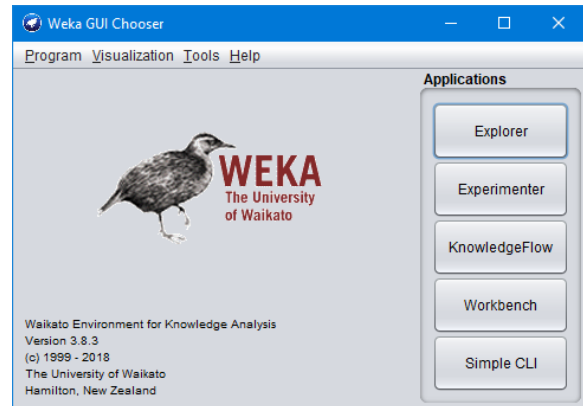 Weka GUI Chooser
Program Visualization Tools Help
Applications
Explorer
Experimenter
KnowledgeFlow
Workbench
Simple CLI
WEKA
The University
of Waikato
Waikato Environment for Knowledge Analysis
Version 3.8.3
(c) 1999 - 2018
The University of Waikato
Hamilton, New Zealand